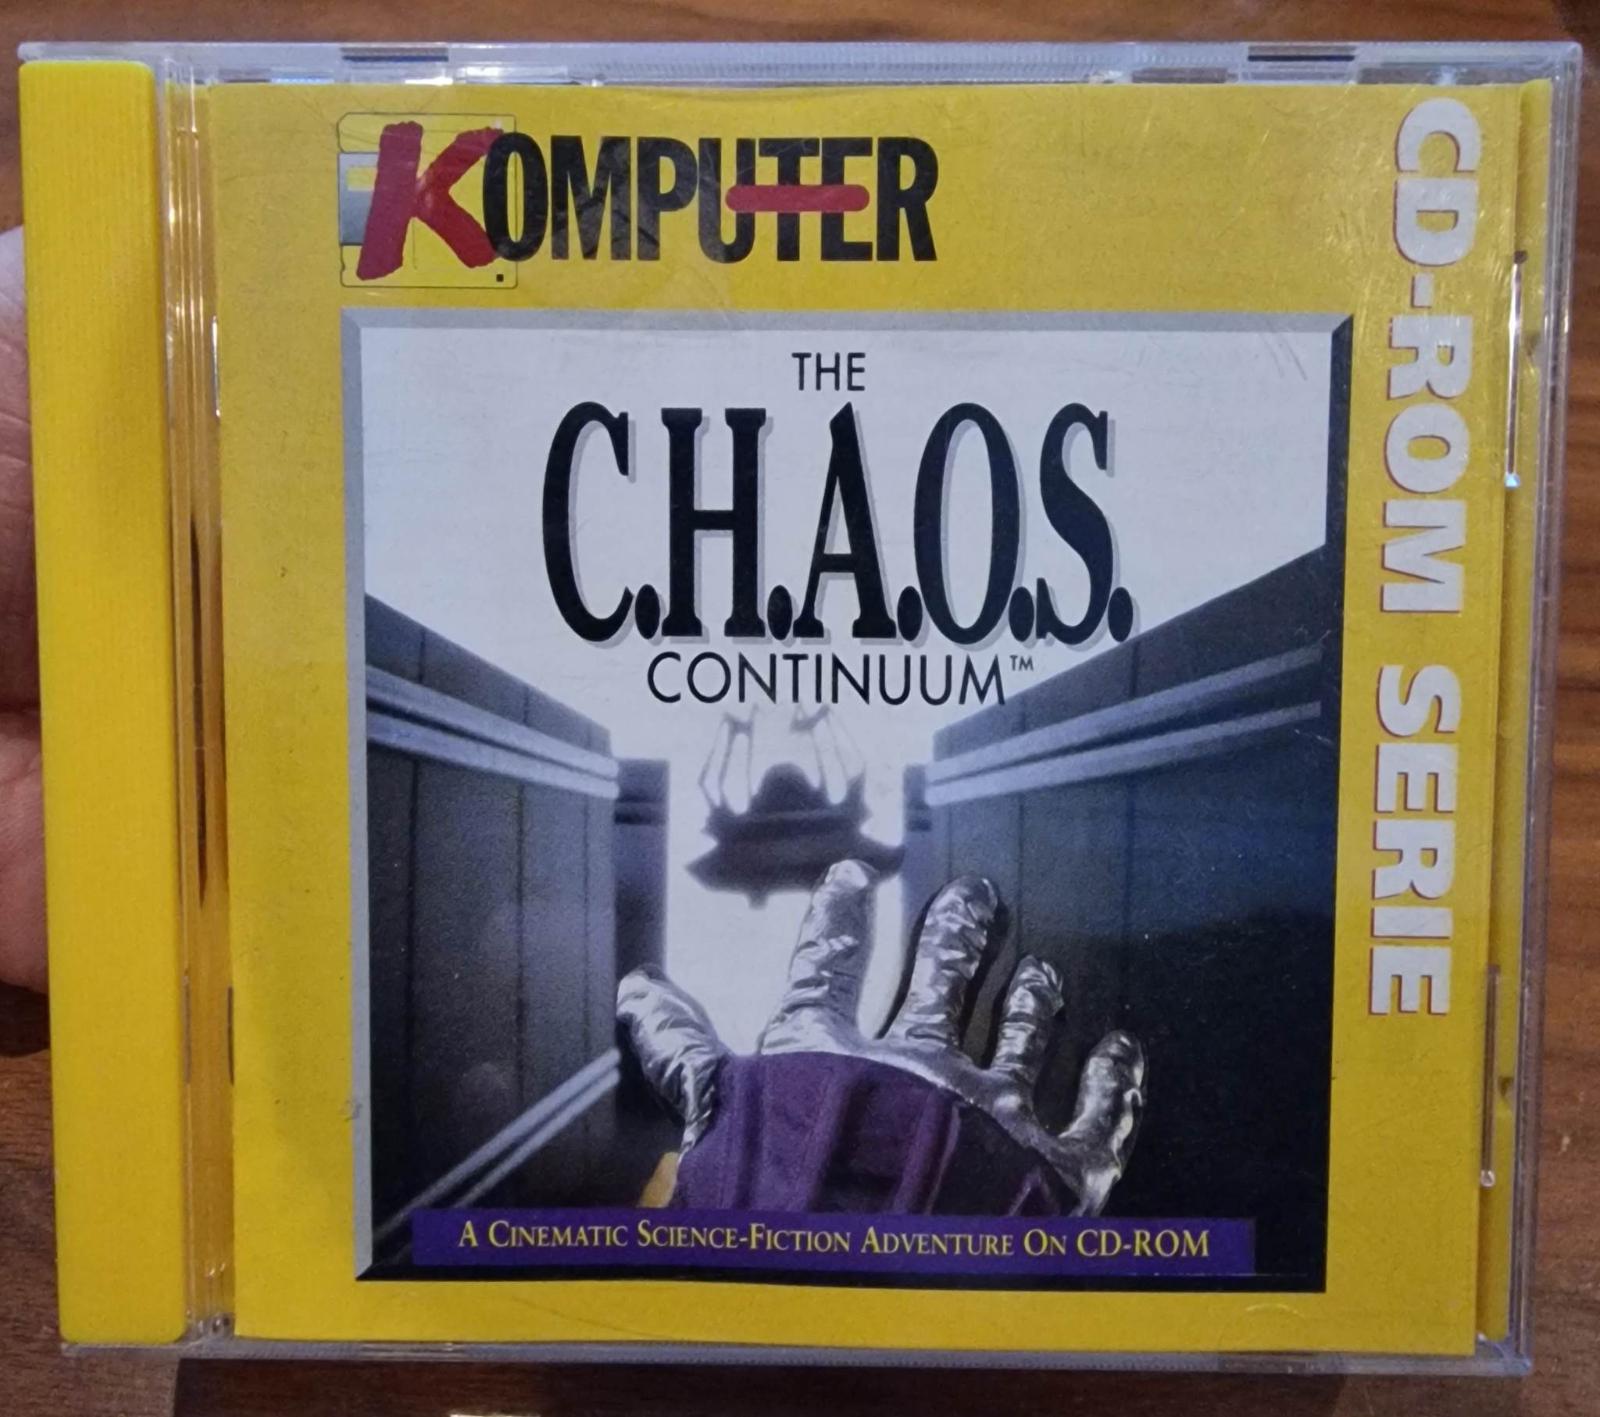 KOMPUTER
CD-ROM SERIE
THE
C.H.A.O.S.
CONTINUUM™
A CINEMATIC SCIENCE-FICTION ADVENTURE ON CD-ROM